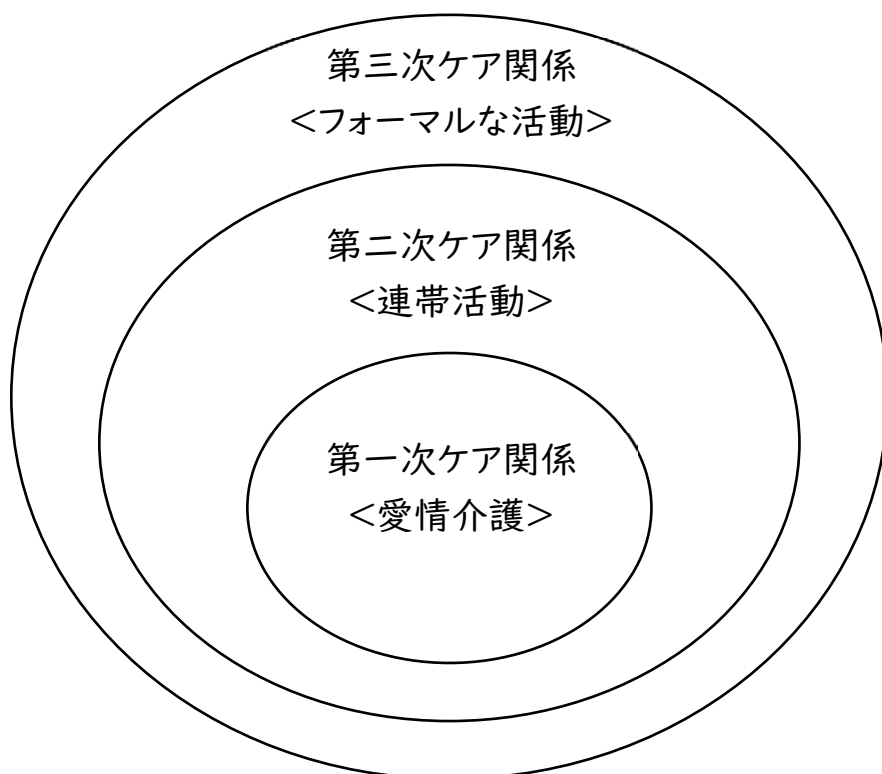 第三次ケア関係
<フォーマルな活動>
第二次ケア関係
<連帯活動>
第一次ケア関係
<愛情介護>